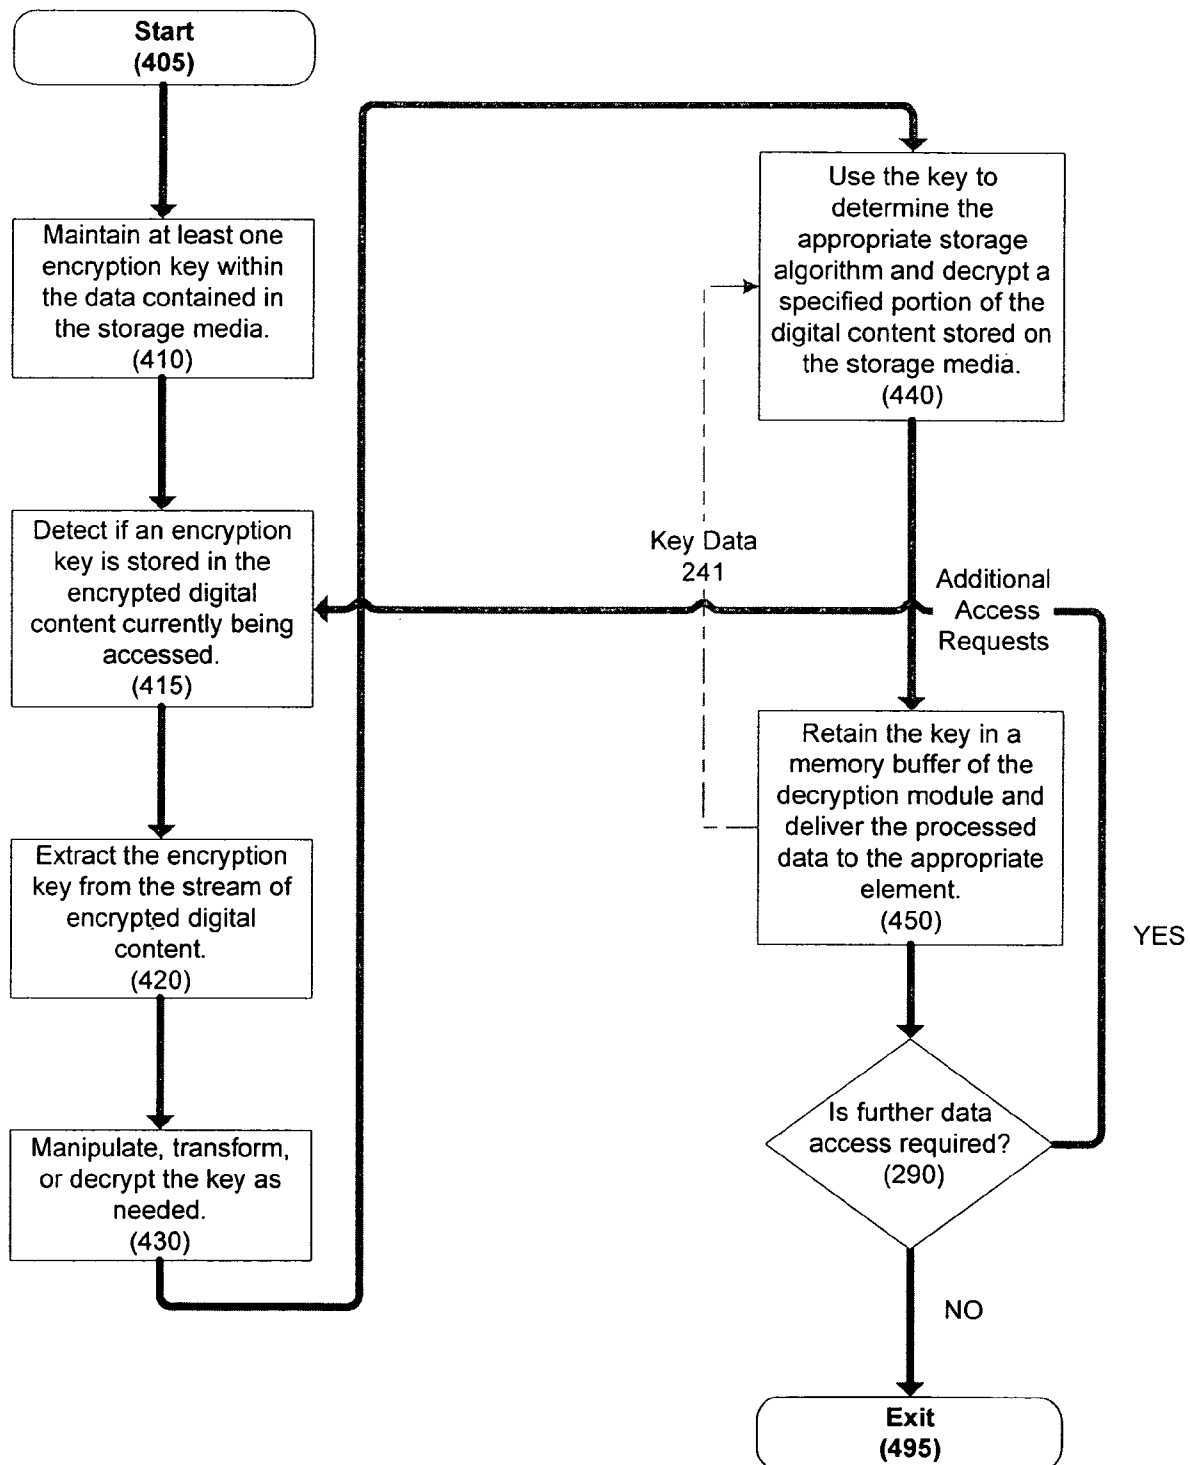 Start
(405)
Maintain at least one
encryption key within
the data contained in
the storage media.
(410)
Detect if an encryption
key is stored in the
encrypted digital
content currently being
accessed.
(415)
Extract the encryption
key from the stream of
encrypted digital
content.
(420)
Manipulate, transform,
or decrypt the key as
needed.
(430)
Use the key to
determine the
appropriate storage
algorithm and decrypt a
specified portion of the
digital content stored on
the storage media.
(440)
Key Data
241
Additional
Access
Requests
Retain the key in a
memory buffer of the
decryption module and
deliver the processed
data to the appropriate
element.
(450)
YES
Is further data
access required?
(290)
NO
Exit
(495)